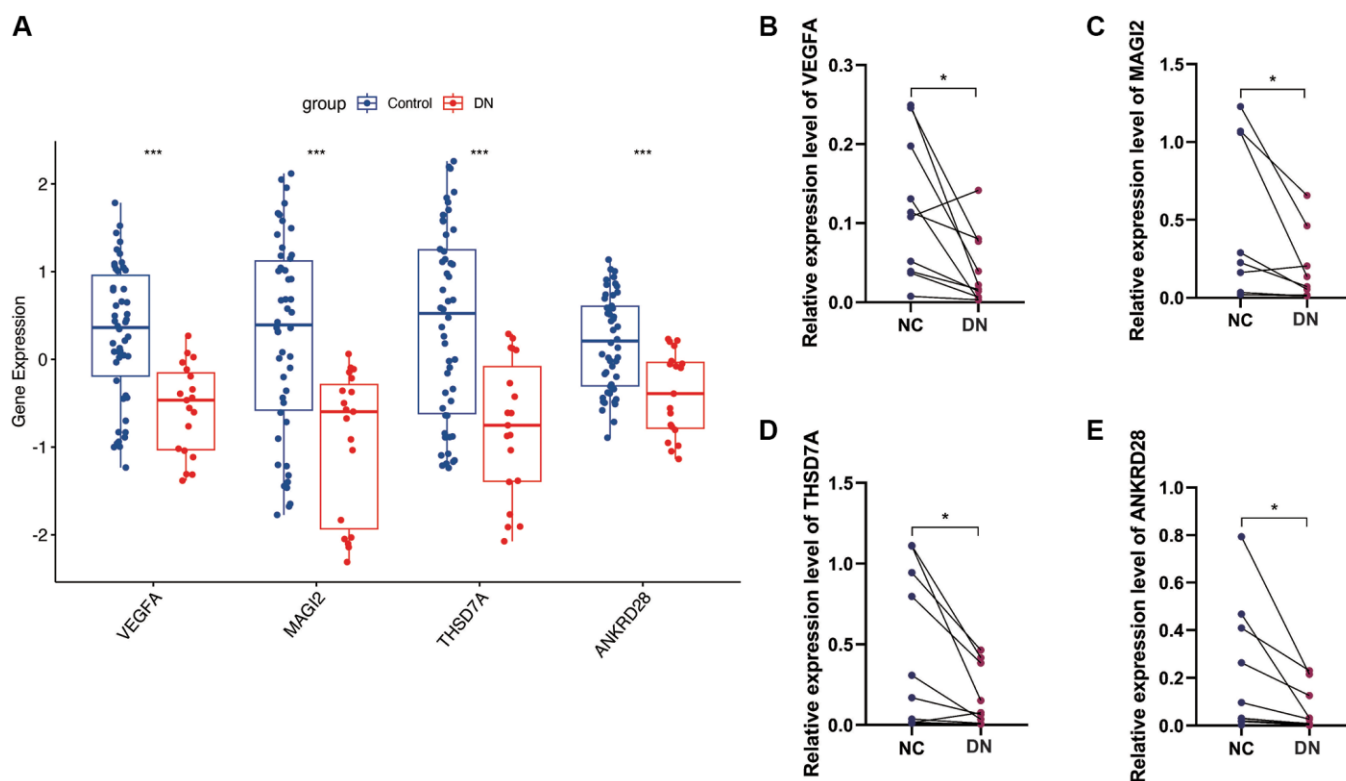 A
group Control DN
*** *** *** ***
Gene Expression
2
1
0
-1
-2
VEGFA MAGI2 THSD7A ANKRD28
B
Relative expression level of VEGFA
0.3
0.2
0.1
0.0
*
NC DN
C
Relative expression level of MAGI2
1.5
1.0
0.5
0.0
*
NC DN
D
Relative expression level of THSD7A
1.5
1.0
0.5
0.0
*
NC DN
E
Relative expression level of ANKRD28
1.0
0.8
0.6
0.4
0.2
0.0
*
NC DN